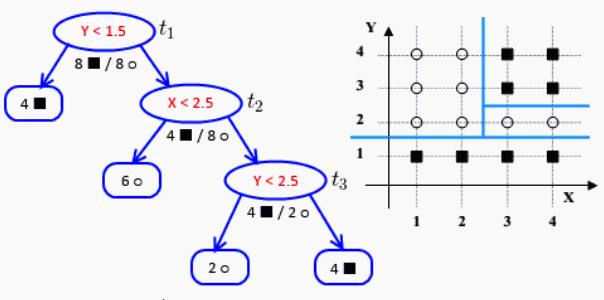 Y < 1.5 t₁
8 ■ / 8 ○
4 ■
X < 2.5 t₂
4 ■ / 8 ○
6 ○
Y < 2.5 t₃
4 ■ / 2 ○
2 ○
4 ■
Y
4
3
2
1
X
1 2 3 4